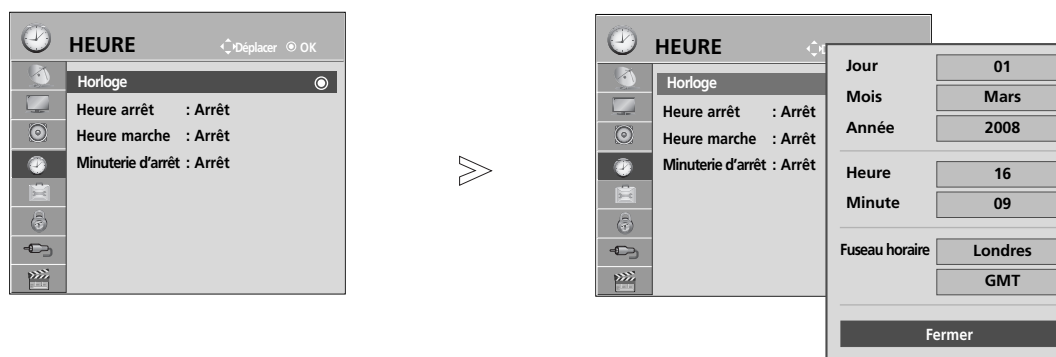 HEURE
Déplacer OK
Horloge
Heure arrêt : Arrêt
Heure marche : Arrêt
Minuterie d'arrêt : Arrêt
HEURE
Horloge
Heure arrêt : Arrêt
Heure marche : Arrêt
Minuterie d'arrêt : Arrêt
Jour 01
Mois Mars
Année 2008
Heure 16
Minute 09
Fuseau horaire Londres
GMT
Fermer